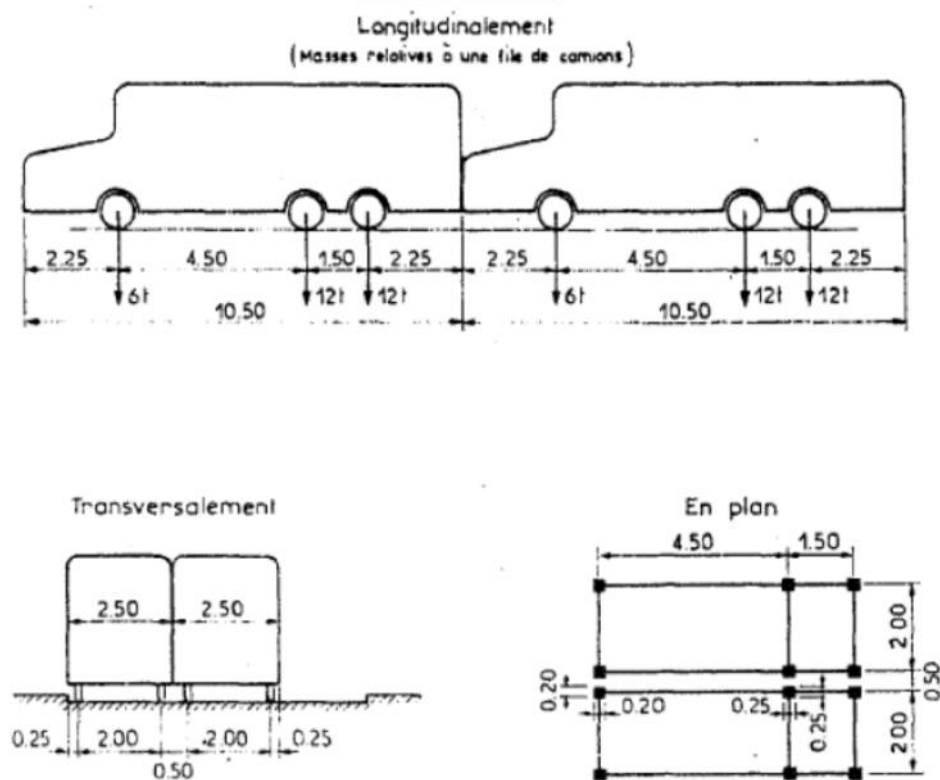 Longitudinalement
(Masses relatives à une file de camions)
2.25 4.50 1.50 2.25 2.25 4.50 1.50 2.25
6t 12t 12t 6t 12t 12t
10.50 10.50
Transversalement
2.50 2.50
0.25 2.00 2.00 0.25
0.50
En plan
4.50 1.50
2.00
0.50
0.20 0.20 0.25 0.25
2.00